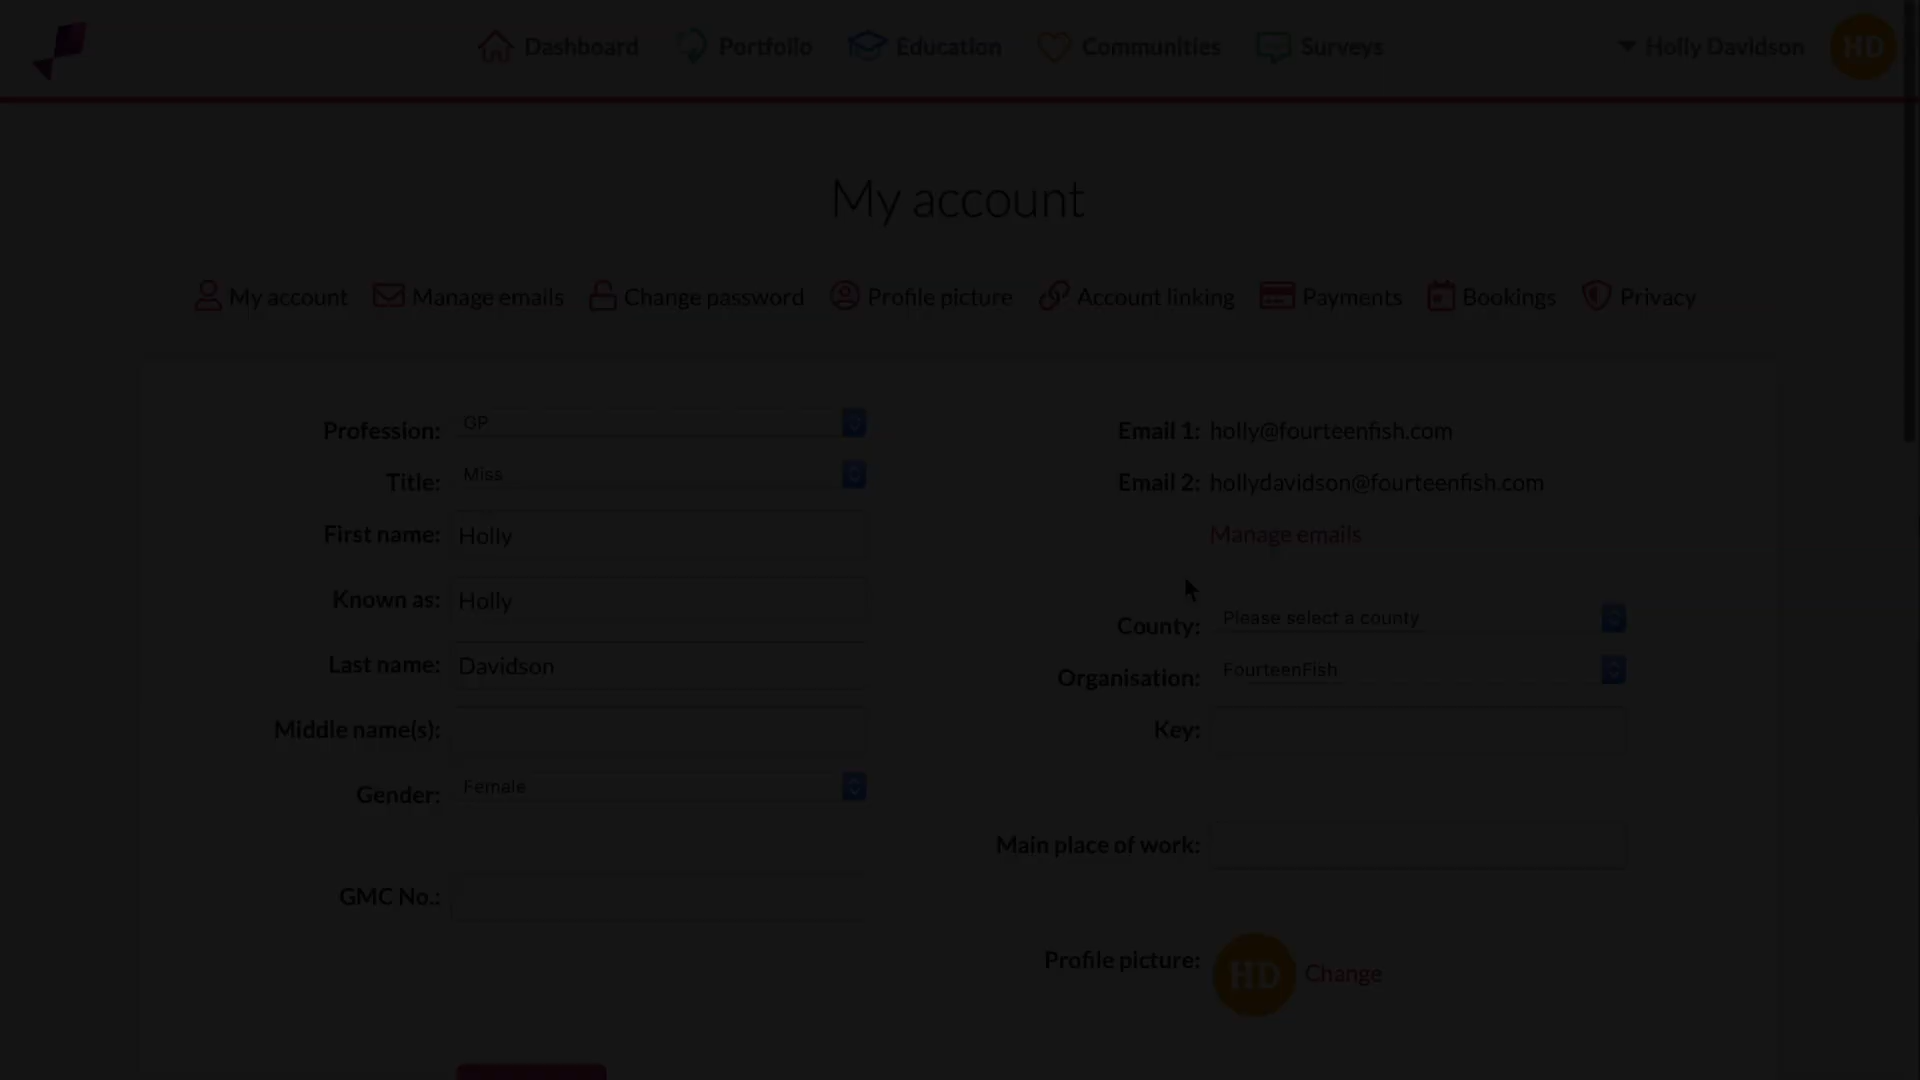 Dashboard Portfolio Education Communities Surveys Holly Davidson HD
My account
My account Manage emails Change password Profile picture Account linking Payments Bookings Privacy
Profession: GP
Title: Miss
First name: Holly
Known as: Holly
Last name: Davidson
Middle name(s):
Gender: Female
GMC No.:
Email 1: holly@fourteenfish.com
Email 2: hollydavidson@fourteenfish.com
Manage emails
County: Please select a county
Organisation: FourteenFish
Key:
Main place of work:
Profile picture: HD Change